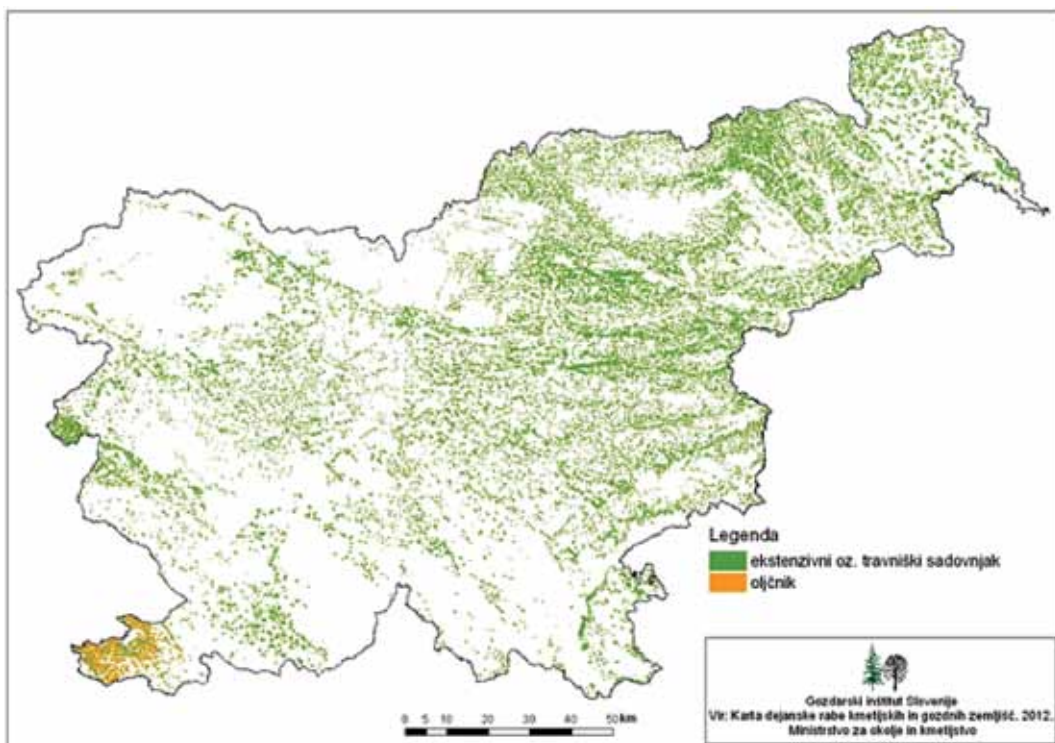 Legenda
ekstenzivni oz. travniški sadovnjak
oljčnik
0 5 10 20 30 40 50 km
Gozdarski inštitut Slovenije
Vir: Karta dejanske rabe kmetijskih in gozdnih zemljišč. 2012.
Ministrstvo za okolje in kmetijstvo